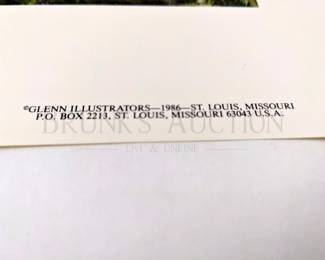 ©GLENN ILLUSTRATORS—1986—ST. LOUIS, MISSOURI
P.O. BOX 2213, ST. LOUIS, MISSOURI 63043 U.S.A.
BRUNK'S AUCTION
LIVE & ONLINE